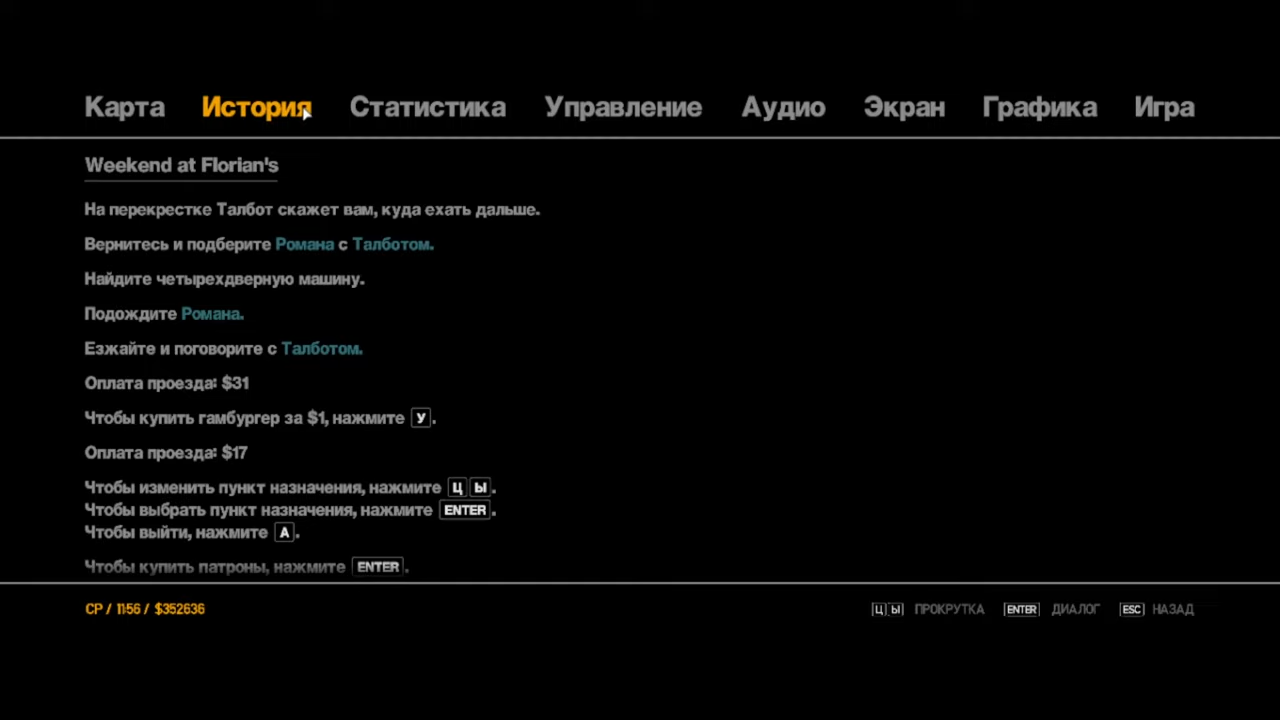 Карта История Статистика Управление Аудио Экран Графика Игра
Weekend at Florian's
На перекрестке Талбот скажет вам, куда ехать дальше.
Вернитесь и подберите Романа с Талботом.
Найдите четырехдверную машину.
Подождите Романа.
Езжайте и поговорите с Талботом.
Оплата проезда: $31
Чтобы купить гамбургер за $1, нажмите У.
Оплата проезда: $17
Чтобы изменить пункт назначения, нажмите Ц Ы.
Чтобы выбрать пункт назначения, нажмите ENTER.
Чтобы выйти, нажмите А.
Чтобы купить патроны, нажмите ENTER.
СР / 11:56 / $352636 Ц Ы ПРОКРУТКА ENTER ДИАЛОГ ESC НАЗАД